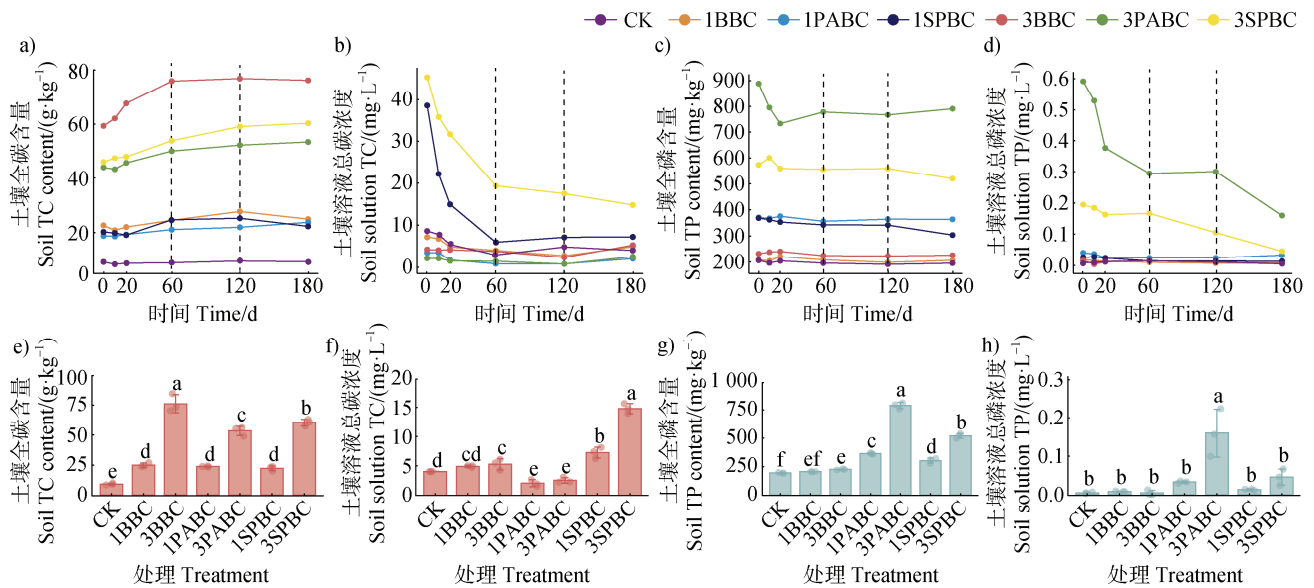 CK 1BBC 1PABC 1SPBC 3BBC 3PABC 3SPBC
a) b) c) d)
土壤全碳含量
Soil TC content/(g·kg⁻¹)
80
60
40
20
0
0 20 60 120 180
时间 Time/d
土壤溶液总碳浓度
Soil solution TC/(mg·L⁻¹)
40
30
20
10
0
0 20 60 120 180
时间 Time/d
土壤全磷含量
Soil TP content/(mg·kg⁻¹)
900
800
700
600
500
400
300
200
0 20 60 120 180
时间 Time/d
土壤溶液总磷浓度
Soil solution TP/(mg·L⁻¹)
0.6
0.5
0.4
0.3
0.2
0.1
0.0
0 20 60 120 180
时间 Time/d
e)
土壤全碳含量
Soil TC content/(g·kg⁻¹)
100
75
50
25
0
e d a d c d b
CK 1BBC 3BBC 1PABC 3PABC 1SPBC 3SPBC
处理 Treatment
f)
土壤溶液总碳浓度
Soil solution TC/(mg·L⁻¹)
20
15
10
5
0
d cd c e e b a
CK 1BBC 3BBC 1PABC 3PABC 1SPBC 3SPBC
处理 Treatment
g)
土壤全磷含量
Soil TP content/(mg·kg⁻¹)
1 000
750
500
250
0
f ef e c a d b
CK 1BBC 3BBC 1PABC 3PABC 1SPBC 3SPBC
处理 Treatment
h)
土壤溶液总磷浓度
Soil solution TP/(mg·L⁻¹)
0.3
0.2
0.1
0.0
b b b b a b b
CK 1BBC 3BBC 1PABC 3PABC 1SPBC 3SPBC
处理 Treatment